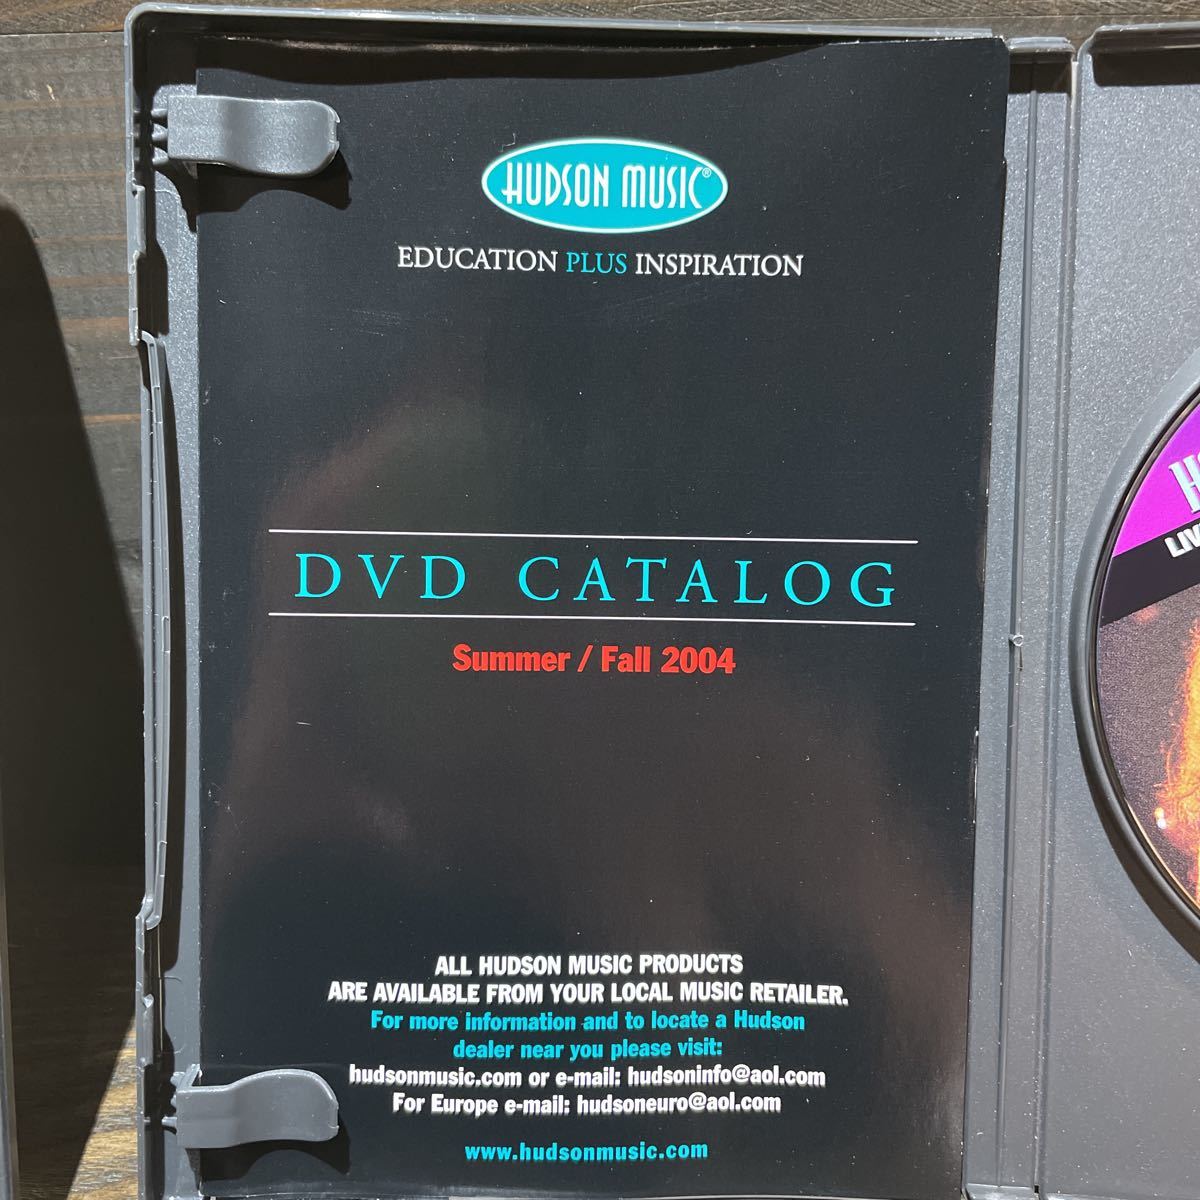 HUDSON MUSIC®
EDUCATION PLUS INSPIRATION
DVD CATALOG
Summer / Fall 2004
ALL HUDSON MUSIC PRODUCTS
ARE AVAILABLE FROM YOUR LOCAL MUSIC RETAILER.
For more information and to locate a Hudson
dealer near you please visit:
hudsonmusic.com or e-mail: hudsoninfo@aol.com
For Europe e-mail: hudsoneuro@aol.com
www.hudsonmusic.com